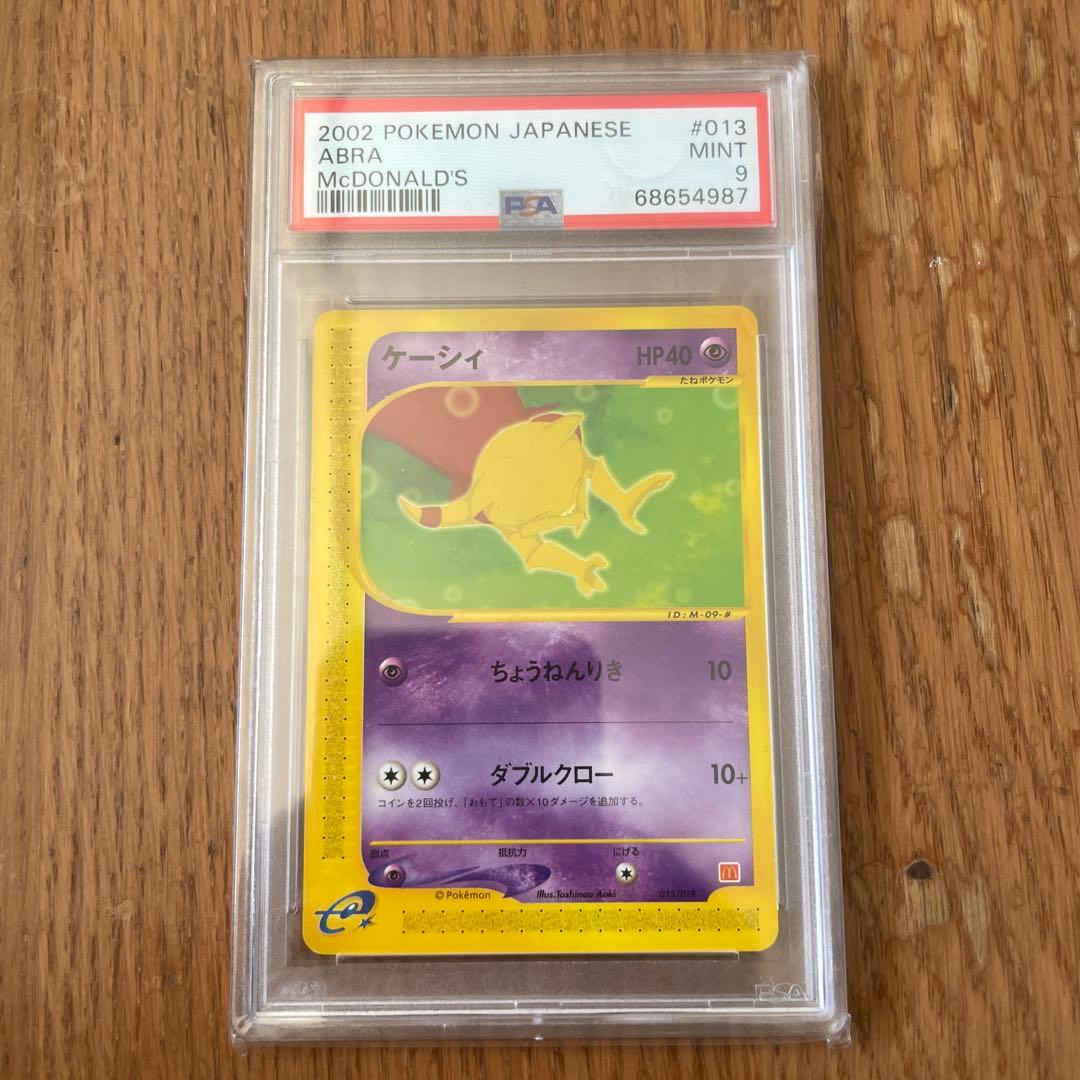 2002 POKEMON JAPANESE #013
ABRA MINT
McDONALD'S 9
68654987
PSA
ケーシィ HP40
たねポケモン
ID:M-09-#
ちょうねんりき 10
ダブルクロー 10+
コインを2回投げ、「おもて」の数×10ダメージを追加する。
弱点 抵抗力 にげる
©Pokémon Illus.Toshinao Aoki 013/018
e
PSA